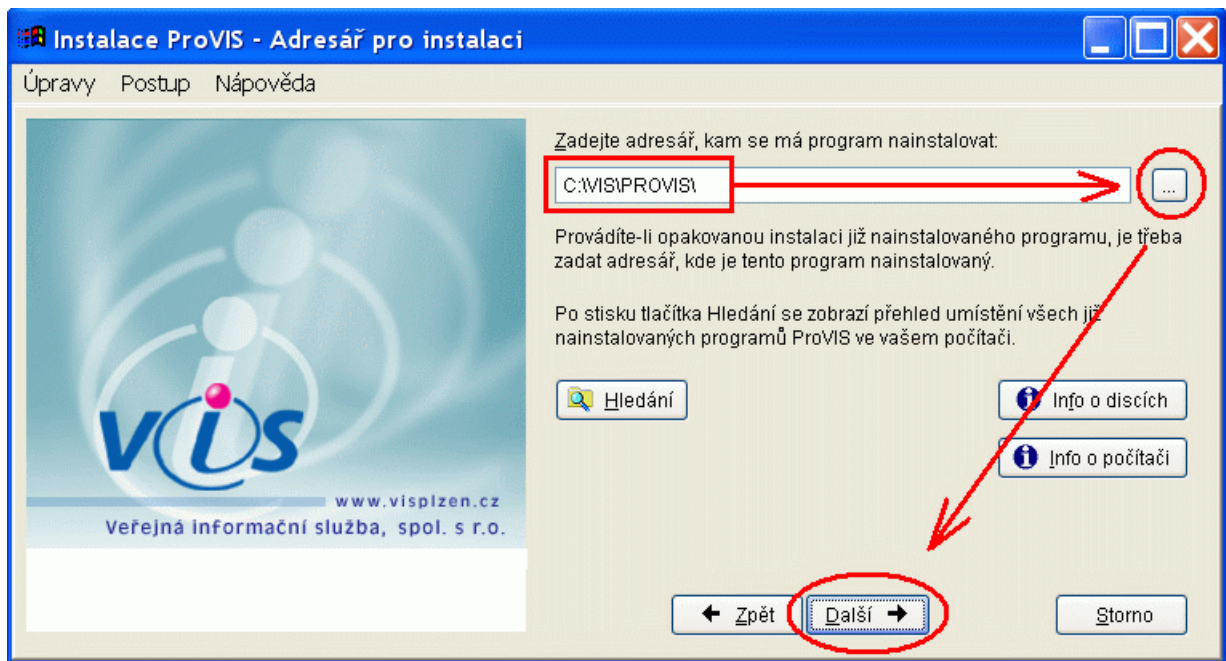 Instalace ProVIS - Adresář pro instalaci
Úpravy Postup Nápověda
Zadejte adresář, kam se má program nainstalovat:
C:\VIS\PROVIS\
...
Provádíte-li opakovanou instalaci již nainstalovaného programu, je třeba
zadat adresář, kde je tento program nainstalovaný.
Po stisku tlačítka Hledání se zobrazí přehled umístění všech již
nainstalovaných programů ProVIS ve vašem počítači.
Hledání
Info o discích
Info o počítači
vis
www.visplzen.cz
Veřejná informační služba, spol. s r.o.
Zpět
Další
Storno